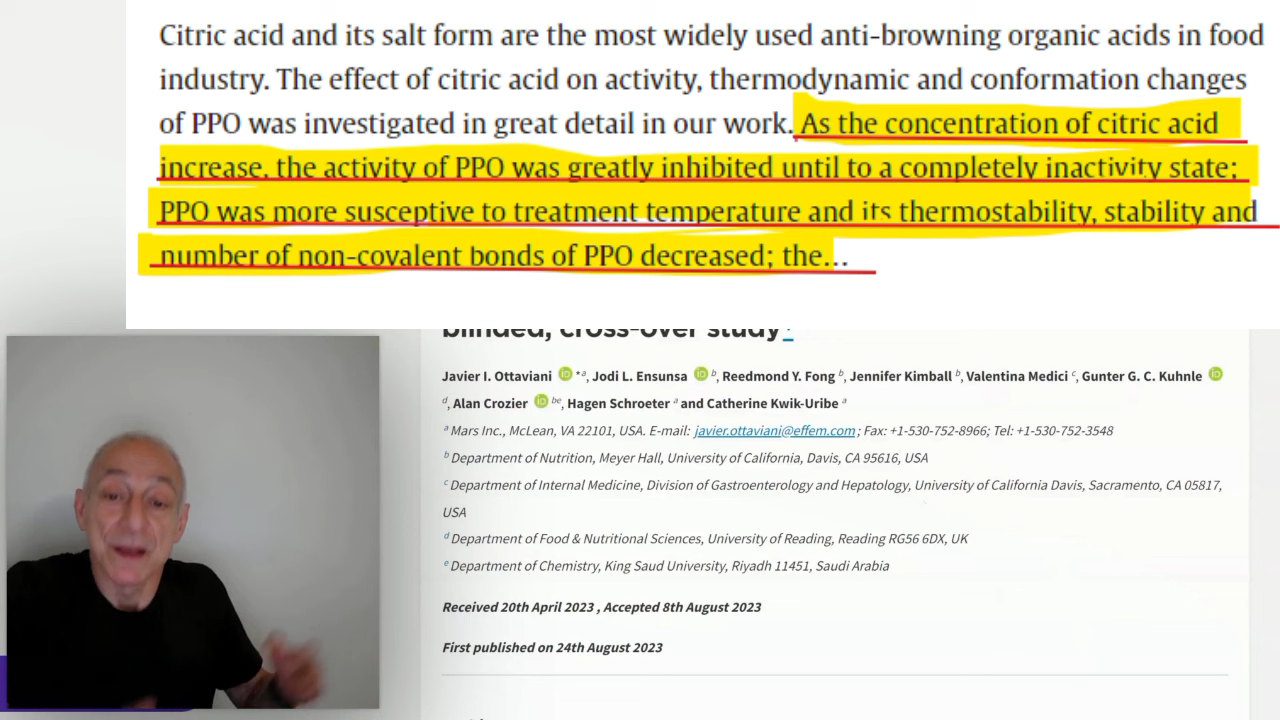 Citric acid and its salt form are the most widely used anti-browning organic acids in food
industry. The effect of citric acid on activity, thermodynamic and conformation changes
of PPO was investigated in great detail in our work. As the concentration of citric acid
increase, the activity of PPO was greatly inhibited until to a completely inactivity state;
PPO was more susceptive to treatment temperature and its thermostability, stability and
number of non-covalent bonds of PPO decreased; the...
blinded, cross-over study†
Javier I. Ottaviani iD *a, Jodi L. Ensunsa iD b, Reedmond Y. Fong b, Jennifer Kimball b, Valentina Medici c, Gunter G. C. Kuhnle iD
d, Alan Crozier iD be, Hagen Schroeter a and Catherine Kwik-Uribe a
a Mars Inc., McLean, VA 22101, USA. E-mail: javier.ottaviani@effem.com; Fax: +1-530-752-8966; Tel: +1-530-752-3548
b Department of Nutrition, Meyer Hall, University of California, Davis, CA 95616, USA
c Department of Internal Medicine, Division of Gastroenterology and Hepatology, University of California Davis, Sacramento, CA 05817,
USA
d Department of Food & Nutritional Sciences, University of Reading, Reading RG56 6DX, UK
e Department of Chemistry, King Saud University, Riyadh 11451, Saudi Arabia
Received 20th April 2023 , Accepted 8th August 2023
First published on 24th August 2023